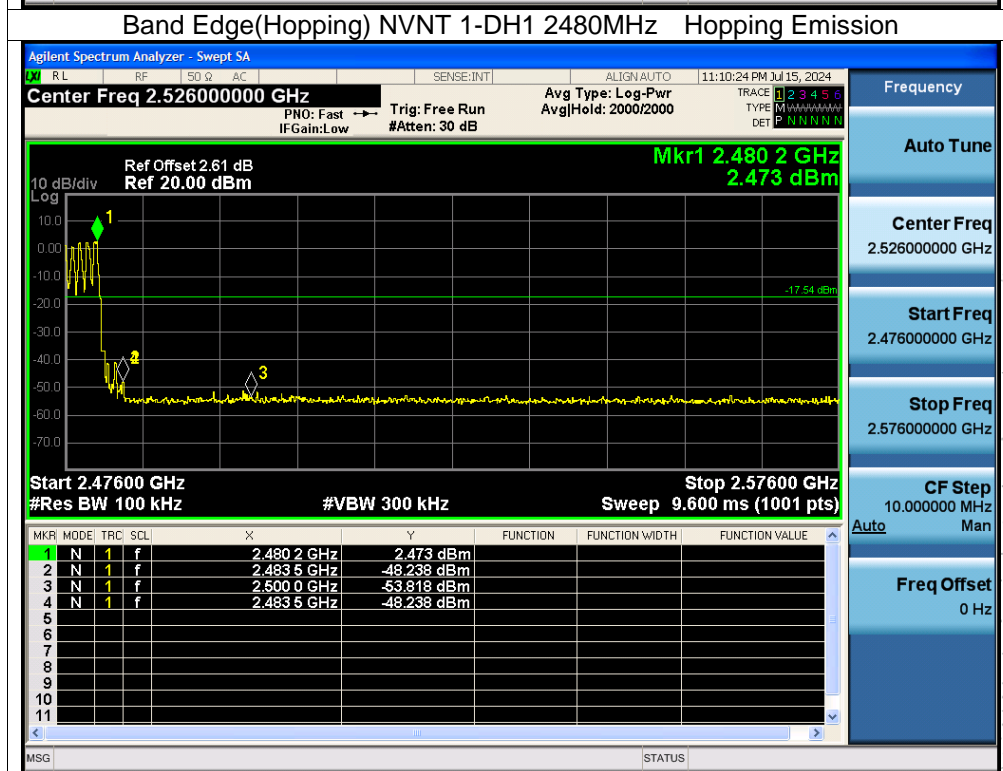 Band Edge(Hopping) NVNT 1-DH1 2480MHz Hopping Emission
Agilent Spectrum Analyzer - Swept SA
LXI RL RF 50 Ω AC SENSE:INT ALIGN AUTO 11:10:24 PM Jul 15, 2024
Center Freq 2.526000000 GHz
PNO: Fast
IFGain:Low
Trig: Free Run
#Atten: 30 dB
Avg Type: Log-Pwr
Avg|Hold: 2000/2000
TRACE 1 2 3 4 5 6
TYPE M
DET P N N N N N
Frequency
Mkr1 2.480 2 GHz
2.473 dBm
Ref Offset 2.61 dB
10 dB/div Ref 20.00 dBm
Log
10.0
0.00
-10.0
-20.0
-30.0
-40.0
-50.0
-60.0
-70.0
1
-17.54 dBm
3
Start 2.47600 GHz Stop 2.57600 GHz
#Res BW 100 kHz #VBW 300 kHz Sweep 9.600 ms (1001 pts)
MKR MODE TRC SCL X Y FUNCTION FUNCTION WIDTH FUNCTION VALUE
1 N 1 f 2.480 2 GHz 2.473 dBm
2 N 1 f 2.483 5 GHz -48.238 dBm
3 N 1 f 2.500 0 GHz -53.818 dBm
4 N 1 f 2.483 5 GHz -48.238 dBm
5
6
7
8
9
10
11
Auto Tune
Center Freq
2.526000000 GHz
Start Freq
2.476000000 GHz
Stop Freq
2.576000000 GHz
CF Step
10.000000 MHz
Auto Man
Freq Offset
0 Hz
MSG STATUS